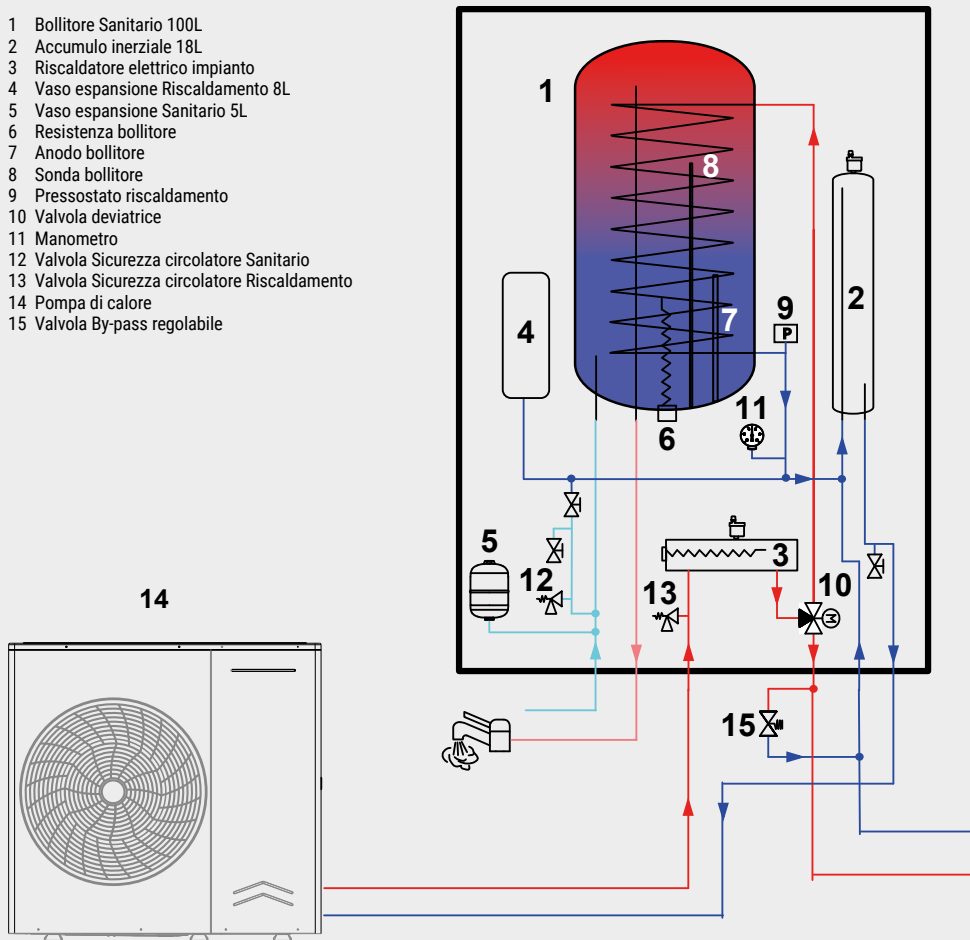 1 Bollitore Sanitario 100L
2 Accumulo inerziale 18L
3 Riscaldatore elettrico impianto
4 Vaso espansione Riscaldamento 8L
5 Vaso espansione Sanitario 5L
6 Resistenza bollitore
7 Anodo bollitore
8 Sonda bollitore
9 Pressostato riscaldamento
10 Valvola deviatrice
11 Manometro
12 Valvola Sicurezza circolatore Sanitario
13 Valvola Sicurezza circolatore Riscaldamento
14 Pompa di calore
15 Valvola By-pass regolabile
1
8
2
4
7
9
P
11
6
5
3
12
13
10
M
14
15